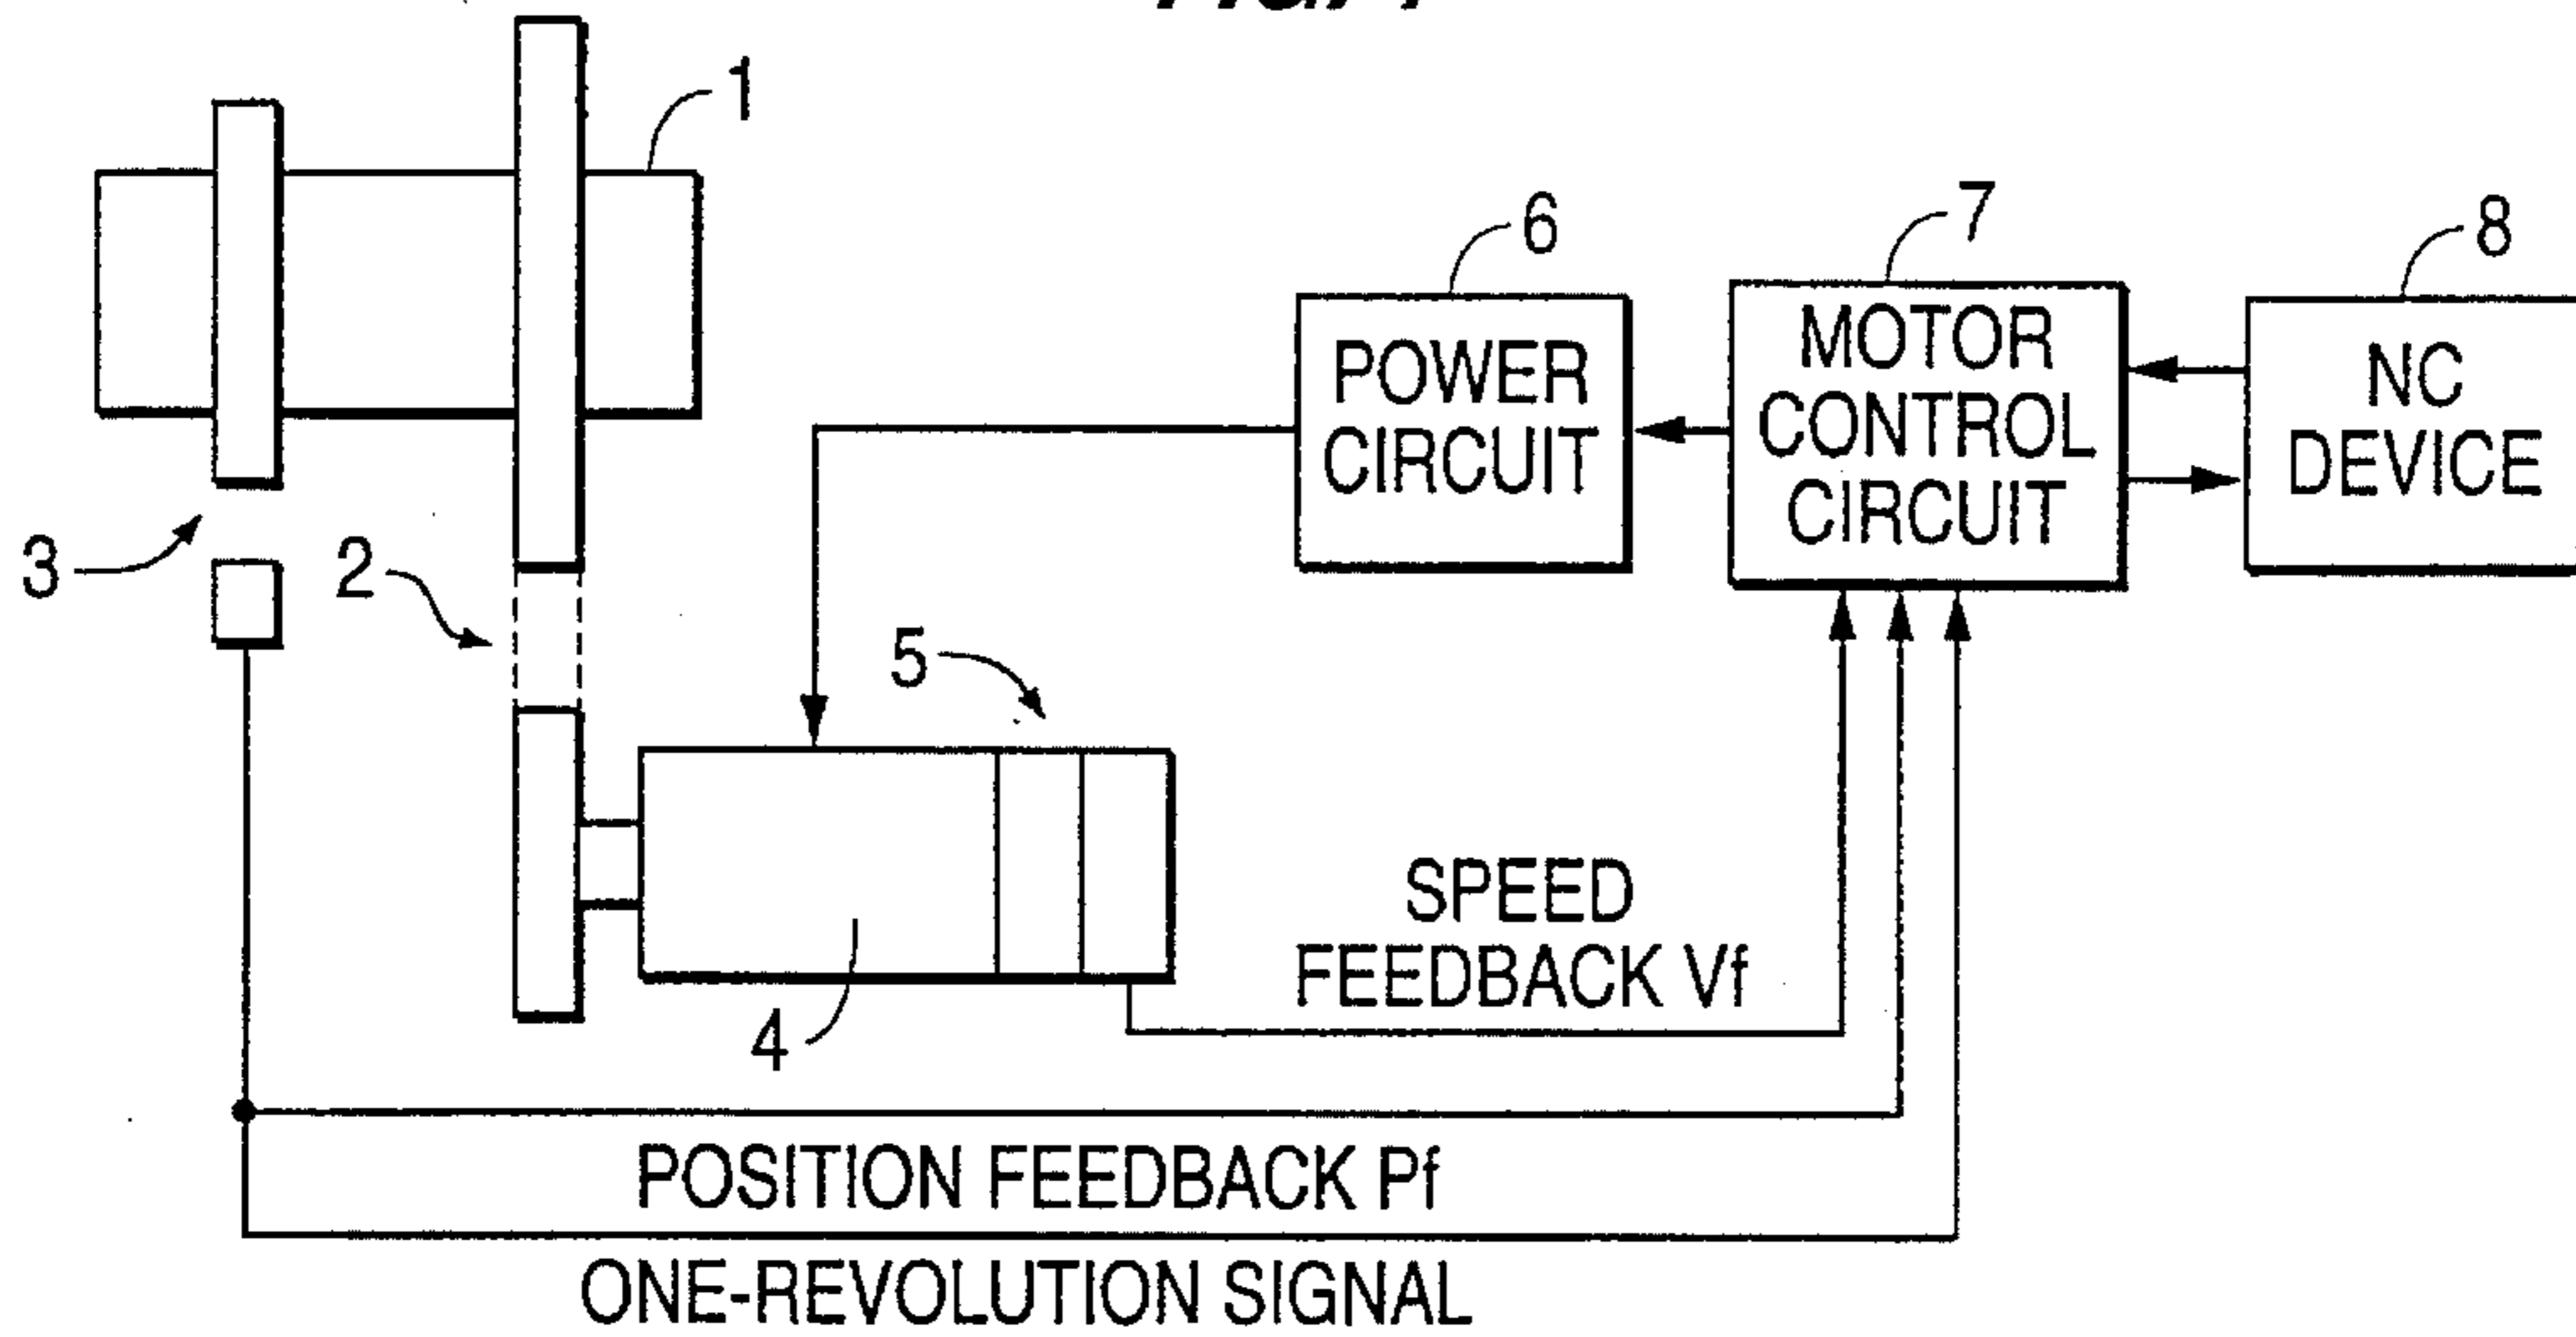 1
6
7
8
POWER
CIRCUIT
MOTOR
CONTROL
CIRCUIT
NC
DEVICE
3
2
5
4
SPEED
FEEDBACK Vf
POSITION FEEDBACK Pf
ONE-REVOLUTION SIGNAL